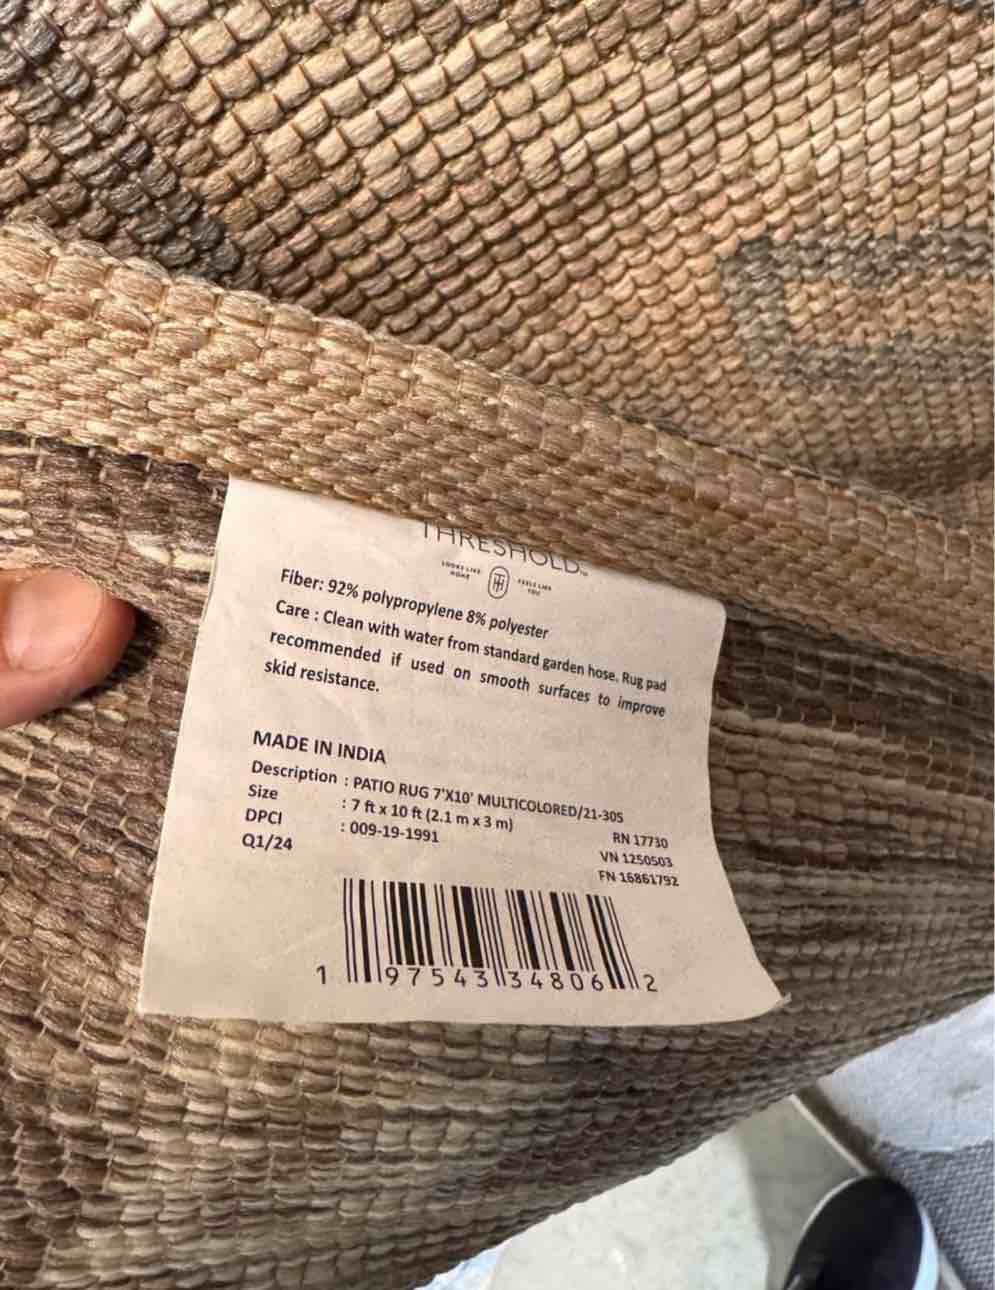 THRESHOLD™
LOOKS LIKE HOME TH FEELS LIKE YOU
Fiber: 92% polypropylene 8% polyester
Care : Clean with water from standard garden hose. Rug pad
recommended if used on smooth surfaces to improve
skid resistance.
MADE IN INDIA
Description : PATIO RUG 7'X10' MULTICOLORED/21-305
Size : 7 ft x 10 ft (2.1 m x 3 m)
DPCI : 009-19-1991
Q1/24
RN 17730
VN 1250503
FN 16861792
1 97543 34806 2